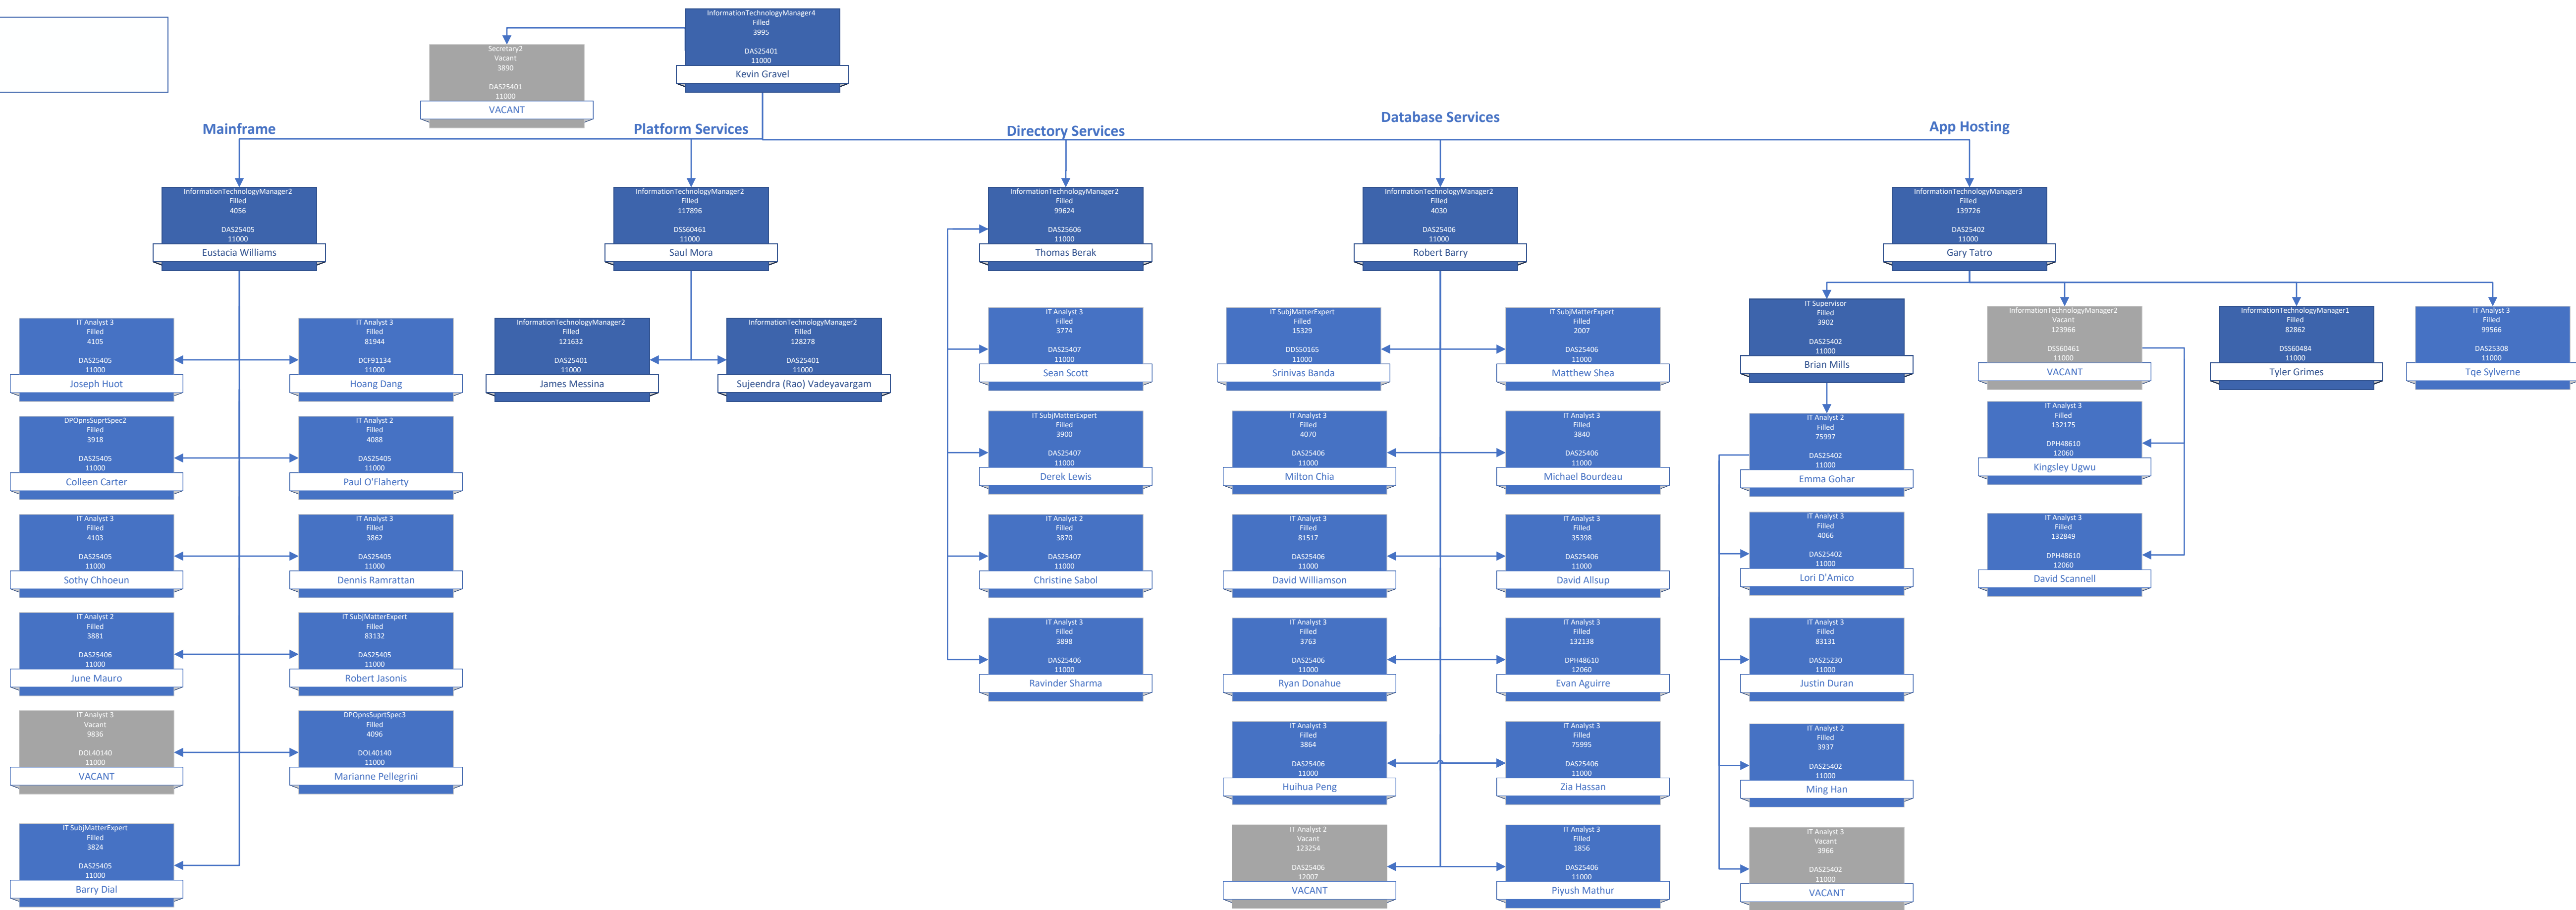 InformationTechnologyManager4
Filled
3995
DAS25401
11000
Kevin Gravel
Secretary2
Vacant
3890
DAS25401
11000
VACANT
Mainframe
Platform Services
Directory Services
Database Services
App Hosting
InformationTechnologyManager2
Filled
4056
DAS25405
11000
Eustacia Williams
InformationTechnologyManager2
Filled
117896
DSS60461
11000
Saul Mora
InformationTechnologyManager2
Filled
99624
DAS25606
11000
Thomas Berak
InformationTechnologyManager2
Filled
4030
DAS25406
11000
Robert Barry
InformationTechnologyManager3
Filled
139726
DAS25402
11000
Gary Tatro
IT Analyst 3
Filled
4105
DAS25405
11000
Joseph Huot
IT Analyst 3
Filled
81944
DCF91134
11000
Hoang Dang
DPOpnsSuprtSpec2
Filled
3918
DAS25405
11000
Colleen Carter
IT Analyst 2
Filled
4088
DAS25405
11000
Paul O'Flaherty
IT Analyst 3
Filled
4103
DAS25405
11000
Sothy Chhoeun
IT Analyst 3
Filled
3862
DAS25405
11000
Dennis Ramrattan
IT Analyst 2
Filled
3881
DAS25406
11000
June Mauro
IT SubjMatterExpert
Filled
83132
DAS25405
11000
Robert Jasonis
IT Analyst 3
Vacant
9836
DOL40140
11000
VACANT
DPOpnsSuprtSpec3
Filled
4096
DOL40140
11000
Marianne Pellegrini
IT SubjMatterExpert
Filled
3824
DAS25405
11000
Barry Dial
InformationTechnologyManager2
Filled
121632
DAS25401
11000
James Messina
InformationTechnologyManager2
Filled
128278
DAS25401
11000
Sujeendra (Rao) Vadeyavargam
IT Analyst 3
Filled
3774
DAS25407
11000
Sean Scott
IT SubjMatterExpert
Filled
3900
DAS25407
11000
Derek Lewis
IT Analyst 2
Filled
3870
DAS25407
11000
Christine Sabol
IT Analyst 3
Filled
3898
DAS25406
11000
Ravinder Sharma
IT SubjMatterExpert
Filled
15329
DDS50165
11000
Srinivas Banda
IT SubjMatterExpert
Filled
2007
DAS25406
11000
Matthew Shea
IT Analyst 3
Filled
4070
DAS25406
11000
Milton Chia
IT Analyst 3
Filled
3840
DAS25406
11000
Michael Bourdeau
IT Analyst 3
Filled
81517
DAS25406
11000
David Williamson
IT Analyst 3
Filled
35398
DAS25406
11000
David Allsup
IT Analyst 3
Filled
3763
DAS25406
11000
Ryan Donahue
IT Analyst 3
Filled
132138
DPH48610
12060
Evan Aguirre
IT Analyst 3
Filled
3864
DAS25406
11000
Huihua Peng
IT Analyst 3
Filled
75995
DAS25406
11000
Zia Hassan
IT Analyst 2
Vacant
123254
DAS25406
12007
VACANT
IT Analyst 3
Filled
1856
DAS25406
11000
Piyush Mathur
IT Supervisor
Filled
3902
DAS25402
11000
Brian Mills
IT Analyst 2
Filled
75997
DAS25402
11000
Emma Gohar
IT Analyst 3
Filled
4066
DAS25402
11000
Lori D'Amico
IT Analyst 3
Filled
83131
DAS25230
11000
Justin Duran
IT Analyst 2
Filled
3937
DAS25402
11000
Ming Han
IT Analyst 3
Vacant
3966
DAS25402
11000
VACANT
InformationTechnologyManager2
Vacant
123966
DSS60461
11000
VACANT
IT Analyst 3
Filled
132175
DPH48610
12060
Kingsley Ugwu
IT Analyst 3
Filled
132849
DPH48610
12060
David Scannell
InformationTechnologyManager1
Filled
82862
DSS60484
11000
Tyler Grimes
IT Analyst 3
Filled
99566
DAS25308
11000
Tqe Sylverne